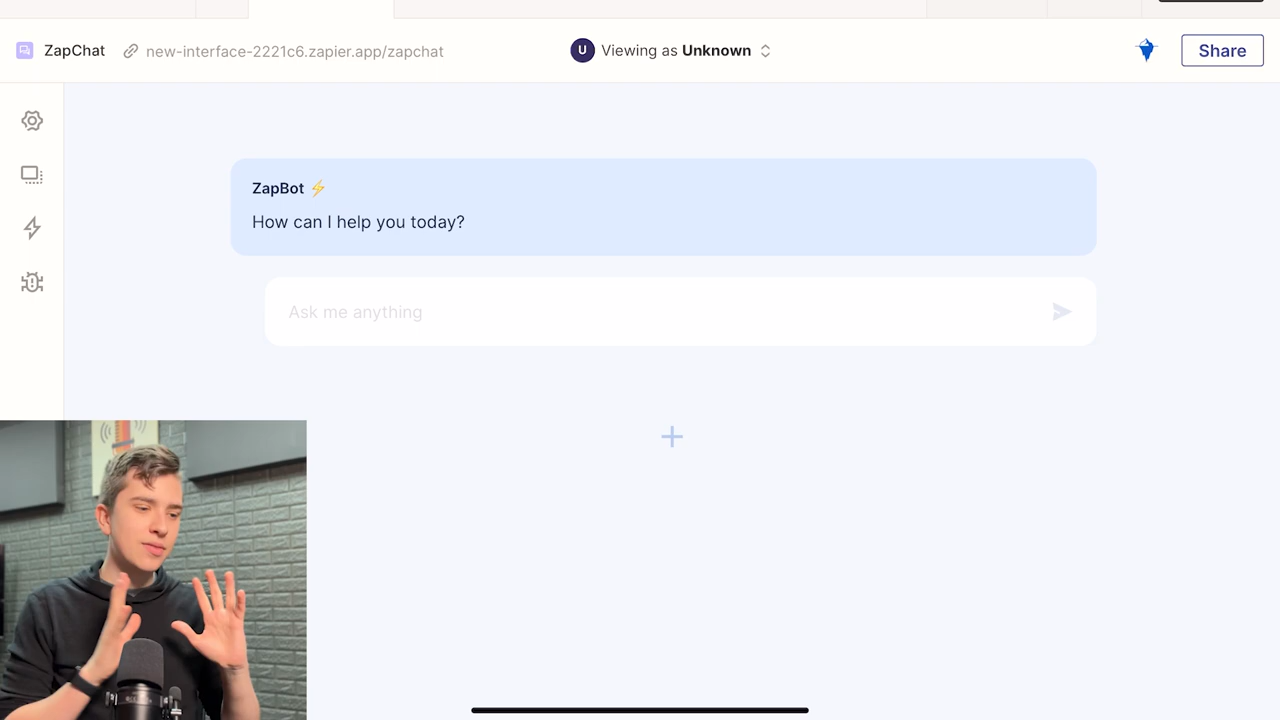 ZapChat
new-interface-2221c6.zapier.app/zapchat
U
Viewing as Unknown
Share
ZapBot ⚡
How can I help you today?
Ask me anything